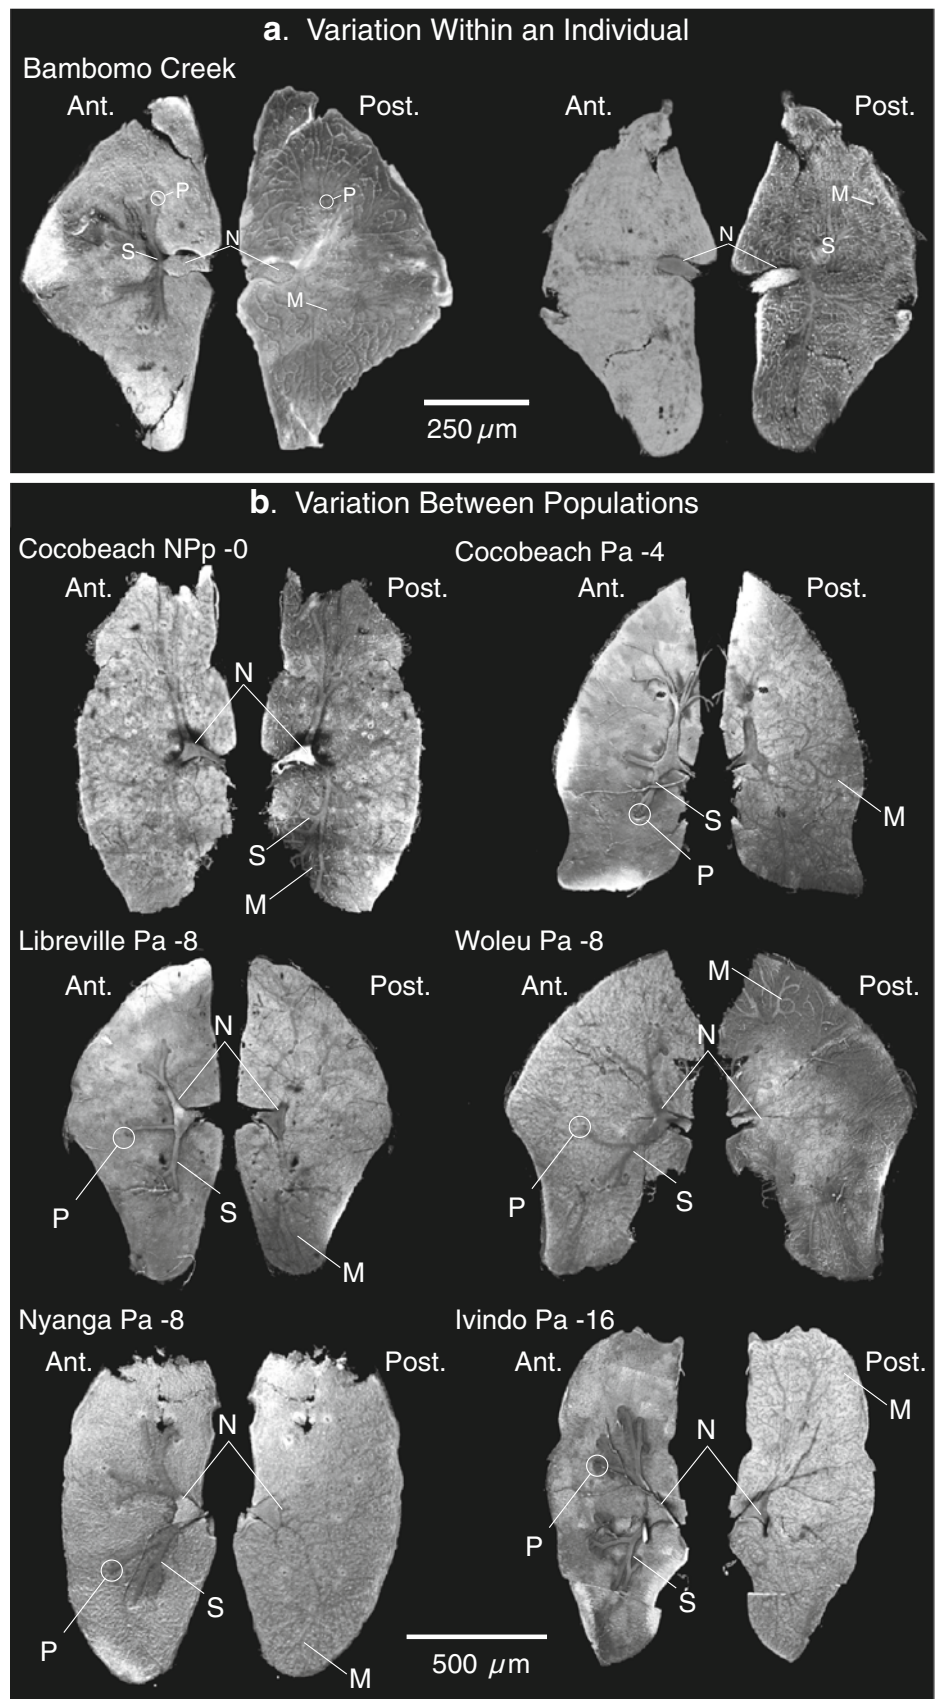 a. Variation Within an Individual
Bambomo Creek
Ant. Post. Ant. Post.
P P M
S N N S
M
250 µm
b. Variation Between Populations
Cocobeach NPp -0 Cocobeach Pa -4
Ant. Post. Ant. Post.
N
S S M
M P
Libreville Pa -8 Woleu Pa -8
Ant. Post. Ant. M Post.
N N
P S P S
M
Nyanga Pa -8 Ivindo Pa -16
Ant. Post. Ant. Post.
N N M
P
S S
P M
500 µm